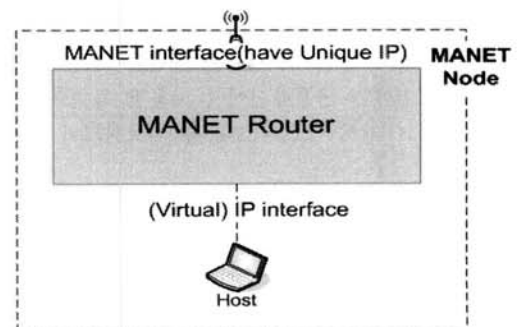 MANET interface(have Unique IP)
MANET Node
MANET Router
(Virtual) IP interface
Host